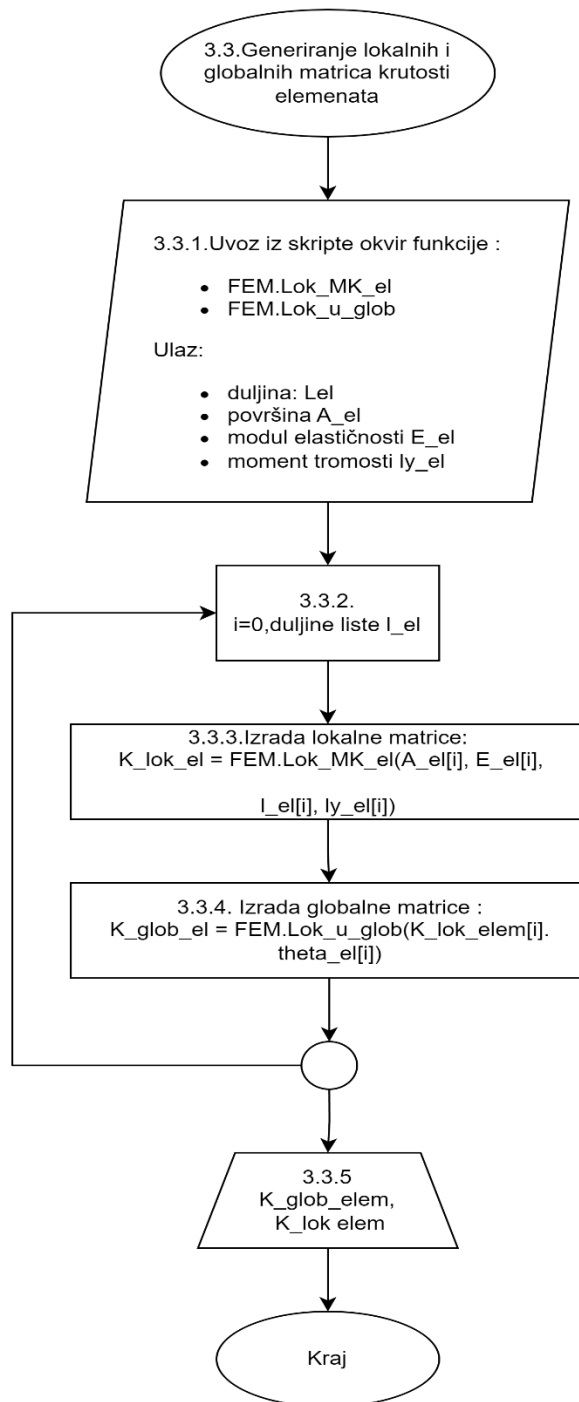 3.3.Generiranje lokalnih i
globalnih matrica krutosti
elemenata
3.3.1.Uvoz iz skripte okvir funkcije :
• FEM.Lok_MK_el
• FEM.Lok_u_glob
Ulaz:
• duljina: Lel
• površina A_el
• modul elastičnosti E_el
• moment tromosti Iy_el
3.3.2.
i=0,duljine liste l_el
3.3.3.Izrada lokalne matrice:
K_lok_el = FEM.Lok_MK_el(A_el[i], E_el[i],
l_el[i], Iy_el[i])
3.3.4. Izrada globalne matrice :
K_glob_el = FEM.Lok_u_glob(K_lok_elem[i].
theta_el[i])
3.3.5
K_glob_elem,
K_lok elem
Kraj